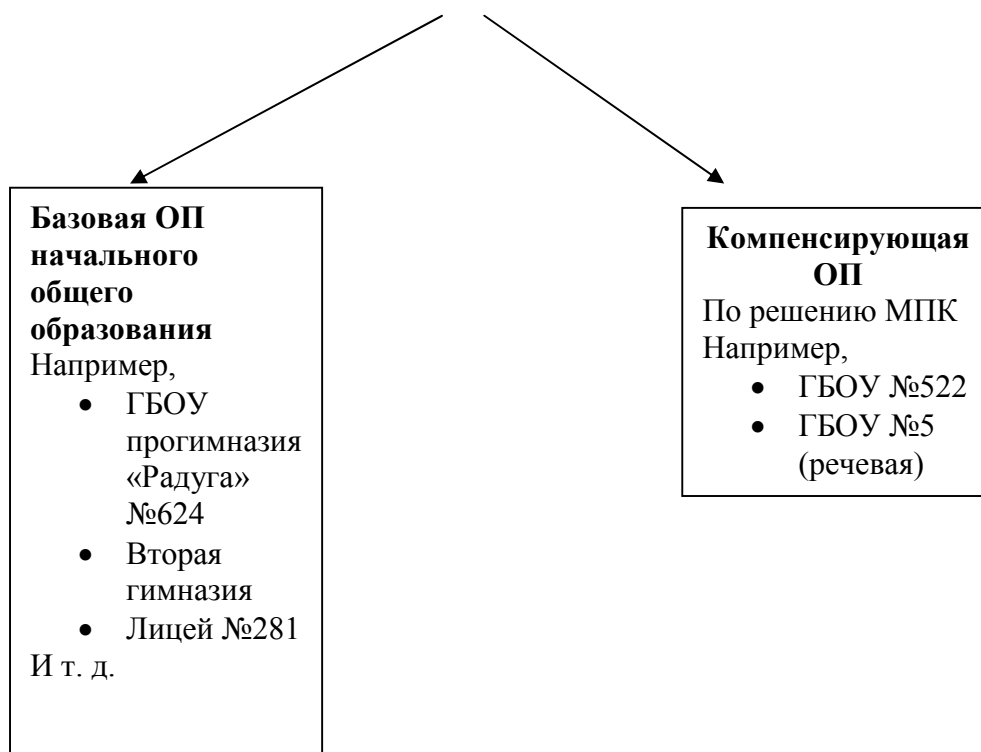 Базовая ОП
начального
общего
образования
Например,
• ГБОУ
прогимназия
«Радуга»
№624
• Вторая
гимназия
• Лицей №281
И т. д.
Компенсирующая
ОП
По решению МПК
Например,
• ГБОУ №522
• ГБОУ №5
(речевая)